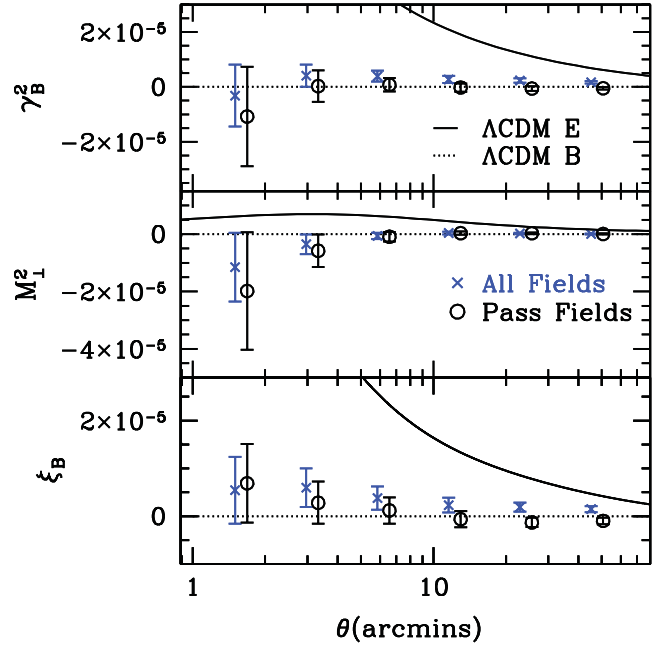 2×10⁻⁵
0
−2×10⁻⁵
γ²_B
ΛCDM E
ΛCDM B
0
−2×10⁻⁵
−4×10⁻⁵
M²_⊥
All Fields
Pass Fields
2×10⁻⁵
0
ξ_B
1 10
θ(arcmins)